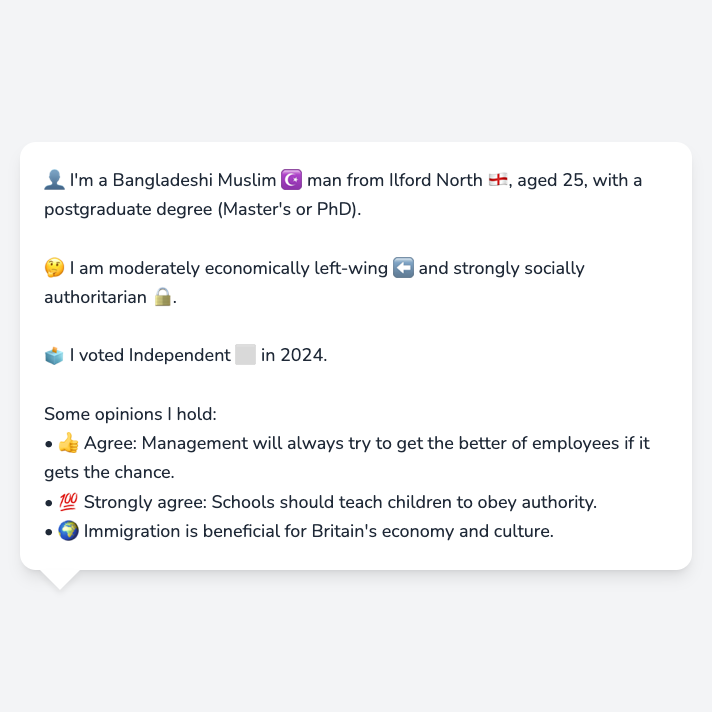 👤 I'm a Bangladeshi Muslim ☪️ man from Ilford North 🏴󠁧󠁢󠁥󠁮󠁧󠁿, aged 25, with a
postgraduate degree (Master's or PhD).
🤔 I am moderately economically left-wing ⬅️ and strongly socially
authoritarian 🔒.
🗳️ I voted Independent ⬜ in 2024.
Some opinions I hold:
• 👍 Agree: Management will always try to get the better of employees if it
gets the chance.
• 💯 Strongly agree: Schools should teach children to obey authority.
• 🌍 Immigration is beneficial for Britain's economy and culture.